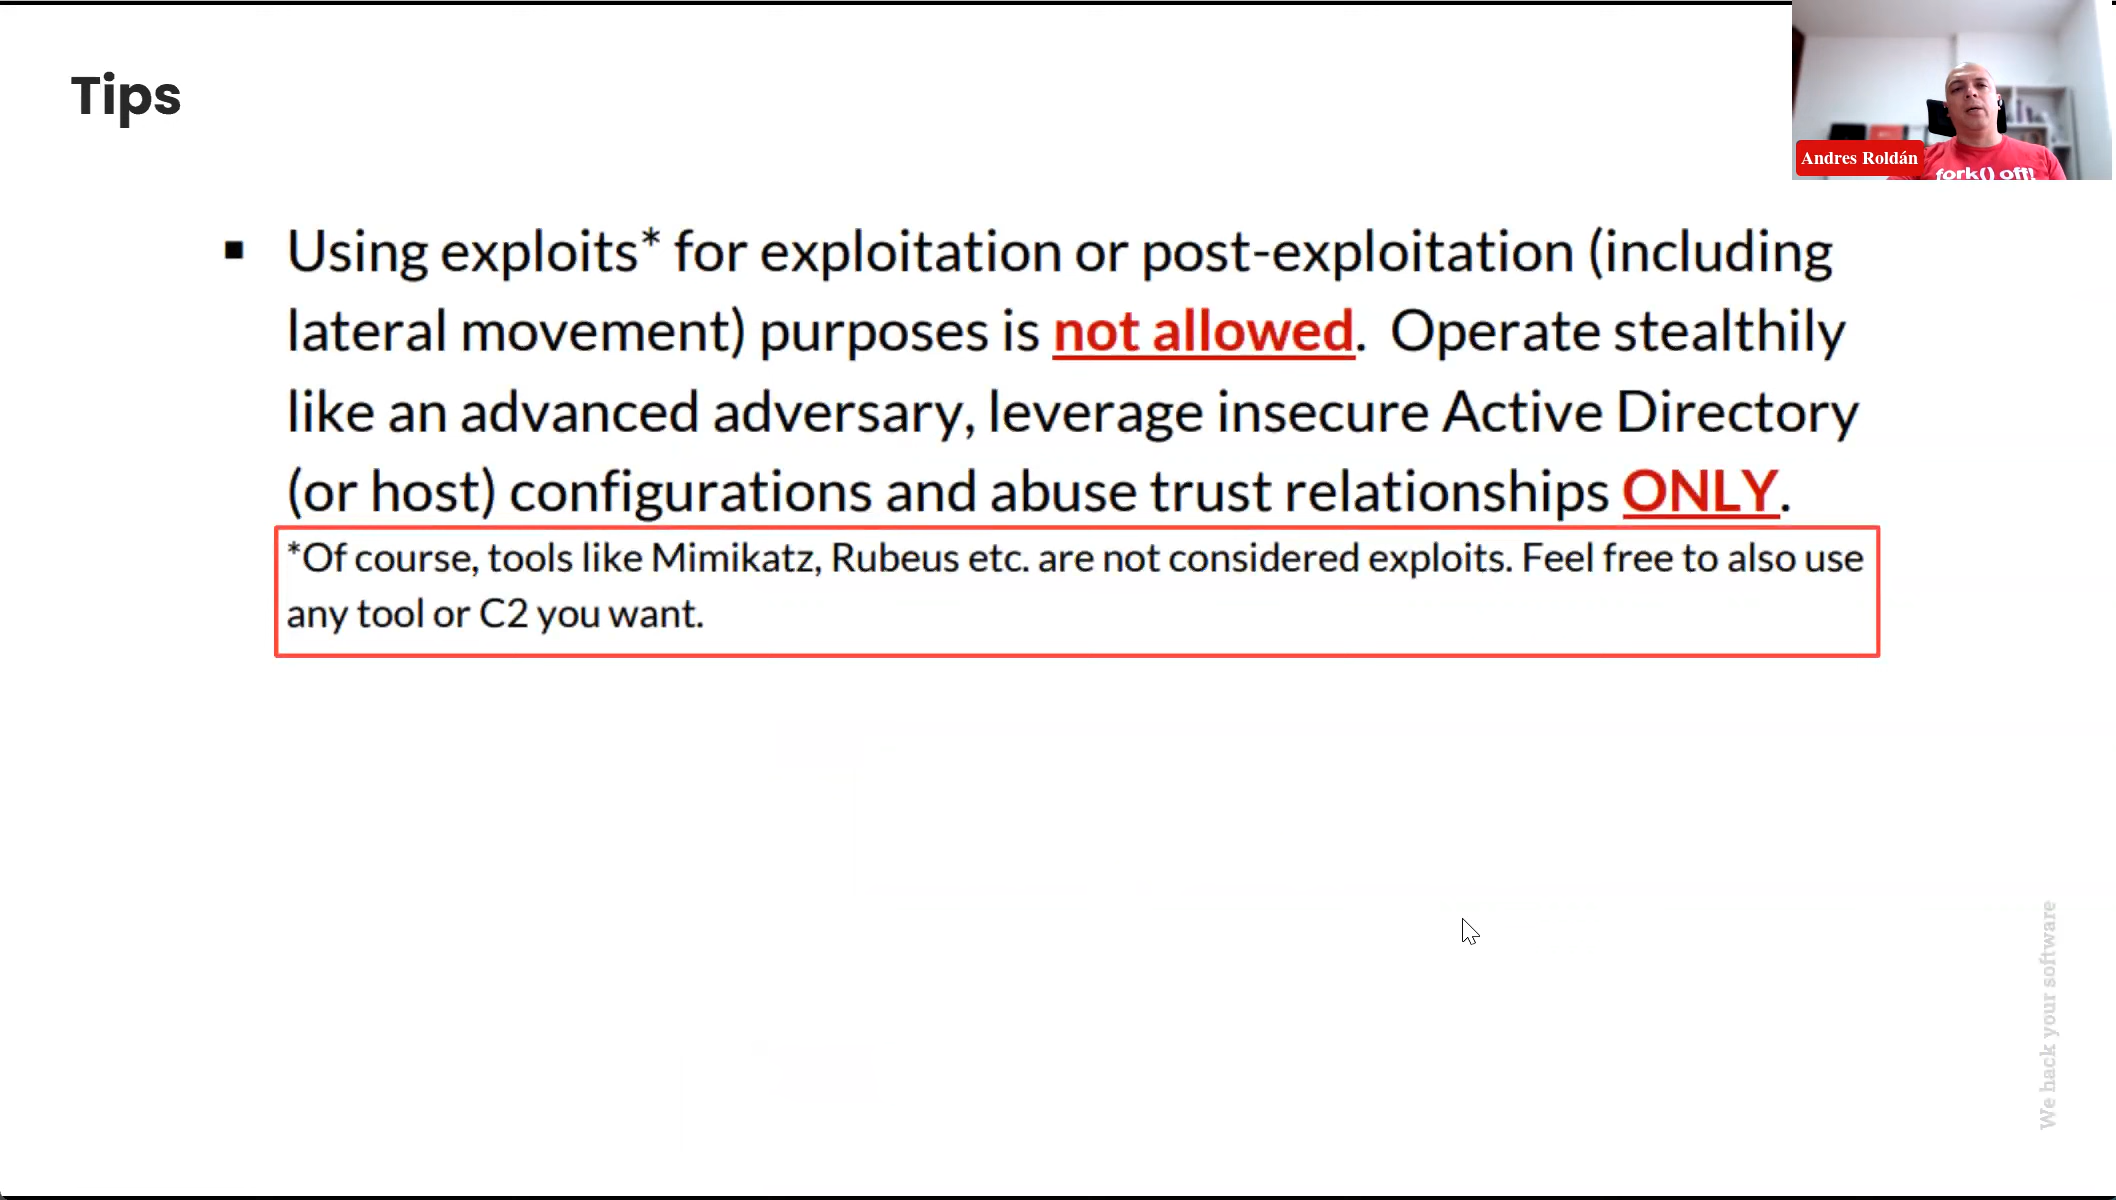 Tips
Andres Roldán
fork() off!
▪ Using exploits* for exploitation or post-exploitation (including
lateral movement) purposes is not allowed. Operate stealthily
like an advanced adversary, leverage insecure Active Directory
(or host) configurations and abuse trust relationships ONLY.
*Of course, tools like Mimikatz, Rubeus etc. are not considered exploits. Feel free to also use
any tool or C2 you want.
We hack your software